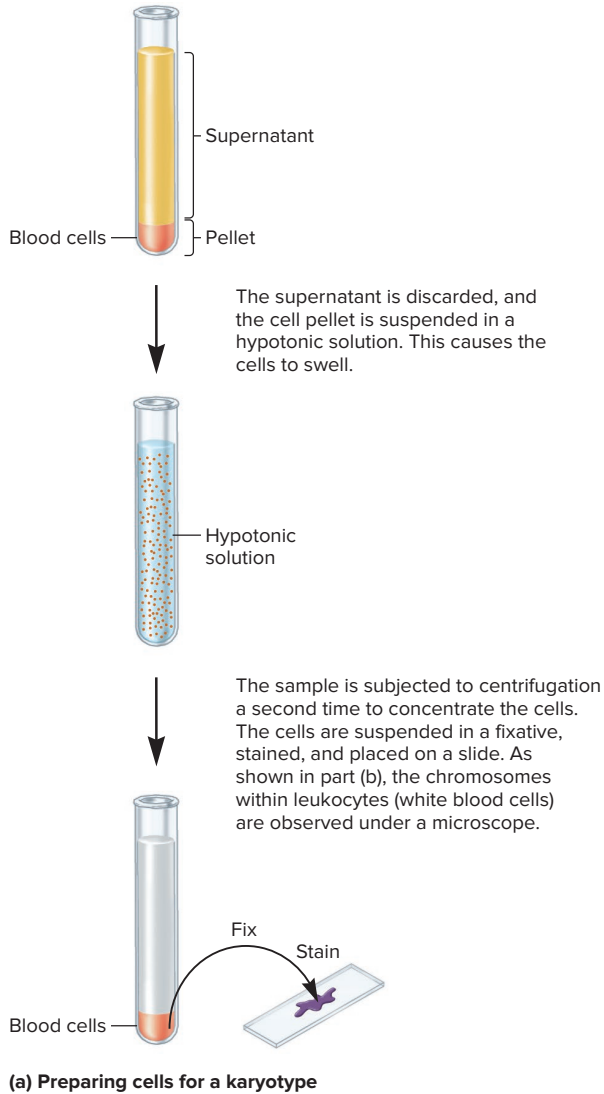 Supernatant
Blood cells
Pellet
The supernatant is discarded, and
the cell pellet is suspended in a
hypotonic solution. This causes the
cells to swell.
Hypotonic
solution
The sample is subjected to centrifugation
a second time to concentrate the cells.
The cells are suspended in a fixative,
stained, and placed on a slide. As
shown in part (b), the chromosomes
within leukocytes (white blood cells)
are observed under a microscope.
Fix
Stain
Blood cells
(a) Preparing cells for a karyotype